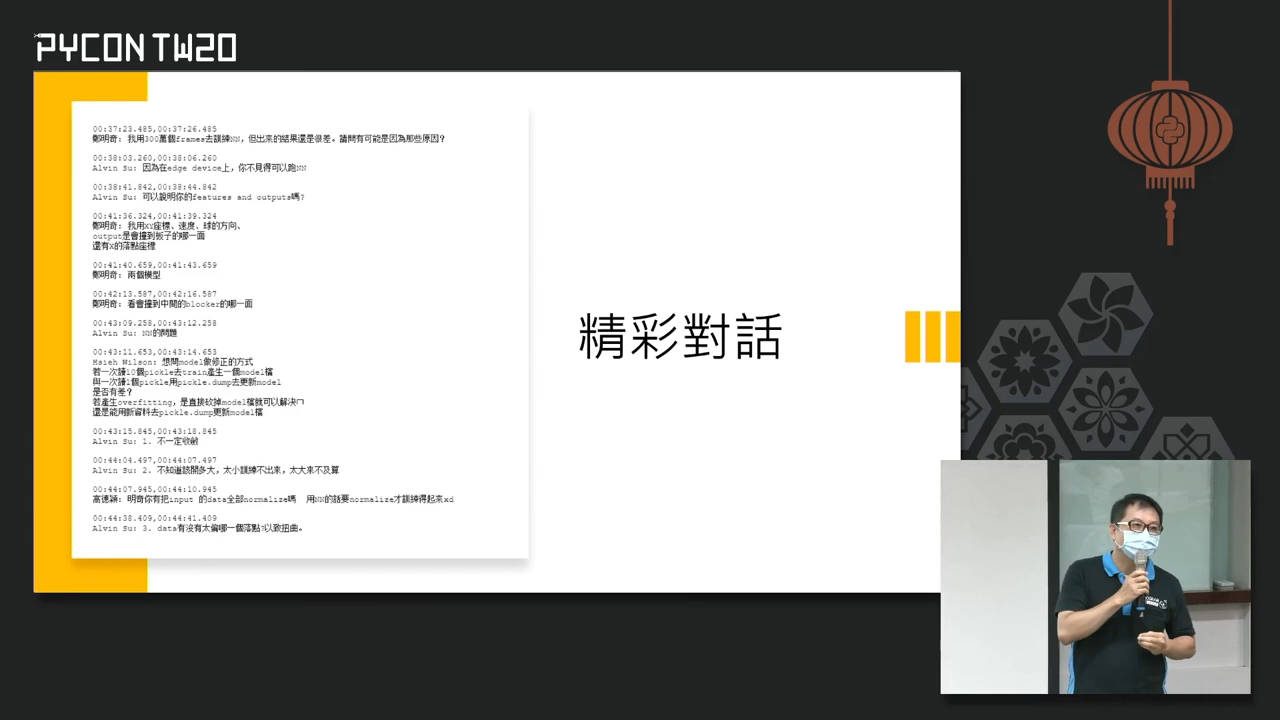 PYCON TW20
00:37:23.485,00:37:26.485
鄭明奇: 我用300萬個frames去訓練NN，但出來的結果還是很差。請問有可能是因為那些原因？
00:38:03.260,00:38:06.260
Alvin Su: 因為在edge device上，你不見得可以跑NN
00:38:41.842,00:38:44.842
Alvin Su: 可以說明你的features and outputs嗎?
00:41:36.324,00:41:39.324
鄭明奇: 我用XY座標、速度、球的方向、
output是會撞到板子的哪一面
還有X的落點座標
00:41:40.659,00:41:43.659
鄭明奇: 兩個模型
00:42:13.587,00:42:16.587
鄭明奇: 看會撞到中間的blocker的哪一面
00:43:09.258,00:43:12.258
Alvin Su: NN的問題
00:43:11.653,00:43:14.653
Hsieh Wilson: 想問model做修正的方式
若一次讀10個pickle去train產生一個model檔
與一次讀1個pickle用pickle.dump去更新model
是否有差？
若產生overfitting，是直接砍掉model檔就可以解決ㄇ
還是能用新資料去pickle.dump更新model檔
00:43:15.845,00:43:18.845
Alvin Su: 1. 不一定收斂
00:44:04.497,00:44:07.497
Alvin Su: 2. 不知道該開多大，太小訓練不出來，太大來不及算
00:44:07.945,00:44:10.945
高德穎: 明奇你有把input 的data全部normalize嗎  用NN的話要normalize才訓練得起來xd
00:44:38.409,00:44:41.409
Alvin Su: 3. data有沒有太偏哪一個落點?以致扭曲。
精彩對話